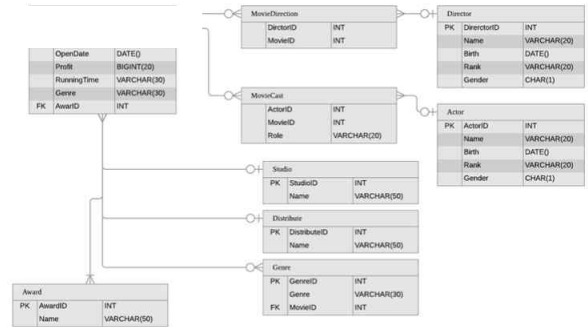 OpenDate DATE()
Profit BIGINT(20)
RunningTime VARCHAR(30)
Genre VARCHAR(30)
FK AwarID INT
MovieDirection
DirctorID INT
MovieID INT
Director
PK DirerctorID INT
Name VARCHAR(20)
Birth DATE()
Rank VARCHAR(20)
Gender CHAR(1)
MovieCast
ActorID INT
MovieID INT
Role VARCHAR(20)
Actor
PK ActorID INT
Name VARCHAR(20)
Birth DATE()
Rank VARCHAR(20)
Gender CHAR(1)
Studio
PK StudioID INT
Name VARCHAR(50)
Distribute
PK DistributeID INT
Name VARCHAR(50)
Genre
PK GenreID INT
Genre VARCHAR(30)
FK MovieID INT
Award
PK AwardID INT
Name VARCHAR(50)